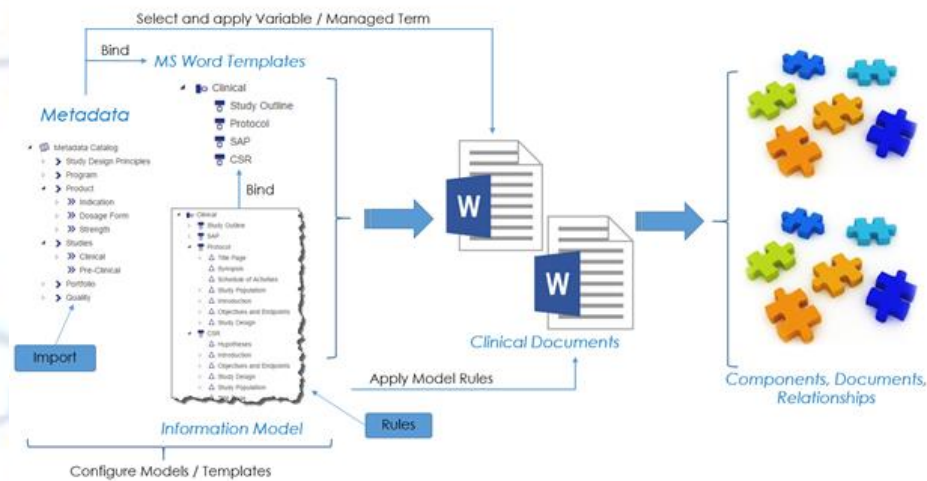 Select and apply Variable / Managed Term
Bind
MS Word Templates
Clinical
Study Outline
Protocol
SAP
CSR
Metadata
Metadata Catalog
Study Design Principles
Program
Product
Indication
Dosage Form
Strength
Studies
Clinical
Pre-Clinical
Portfolio
Quality
Import
Bind
Clinical
Study Outline
SAP
Protocol
Title Page
Synopsis
Schedule of Activities
Study Population
Introduction
Objectives and Endpoints
Study Design
CSR
Hypotheses
Introduction
Objectives and Endpoints
Study Design
Study Population
Information Model
Rules
Configure Models / Templates
W
W
Clinical Documents
Apply Model Rules
Components, Documents,
Relationships